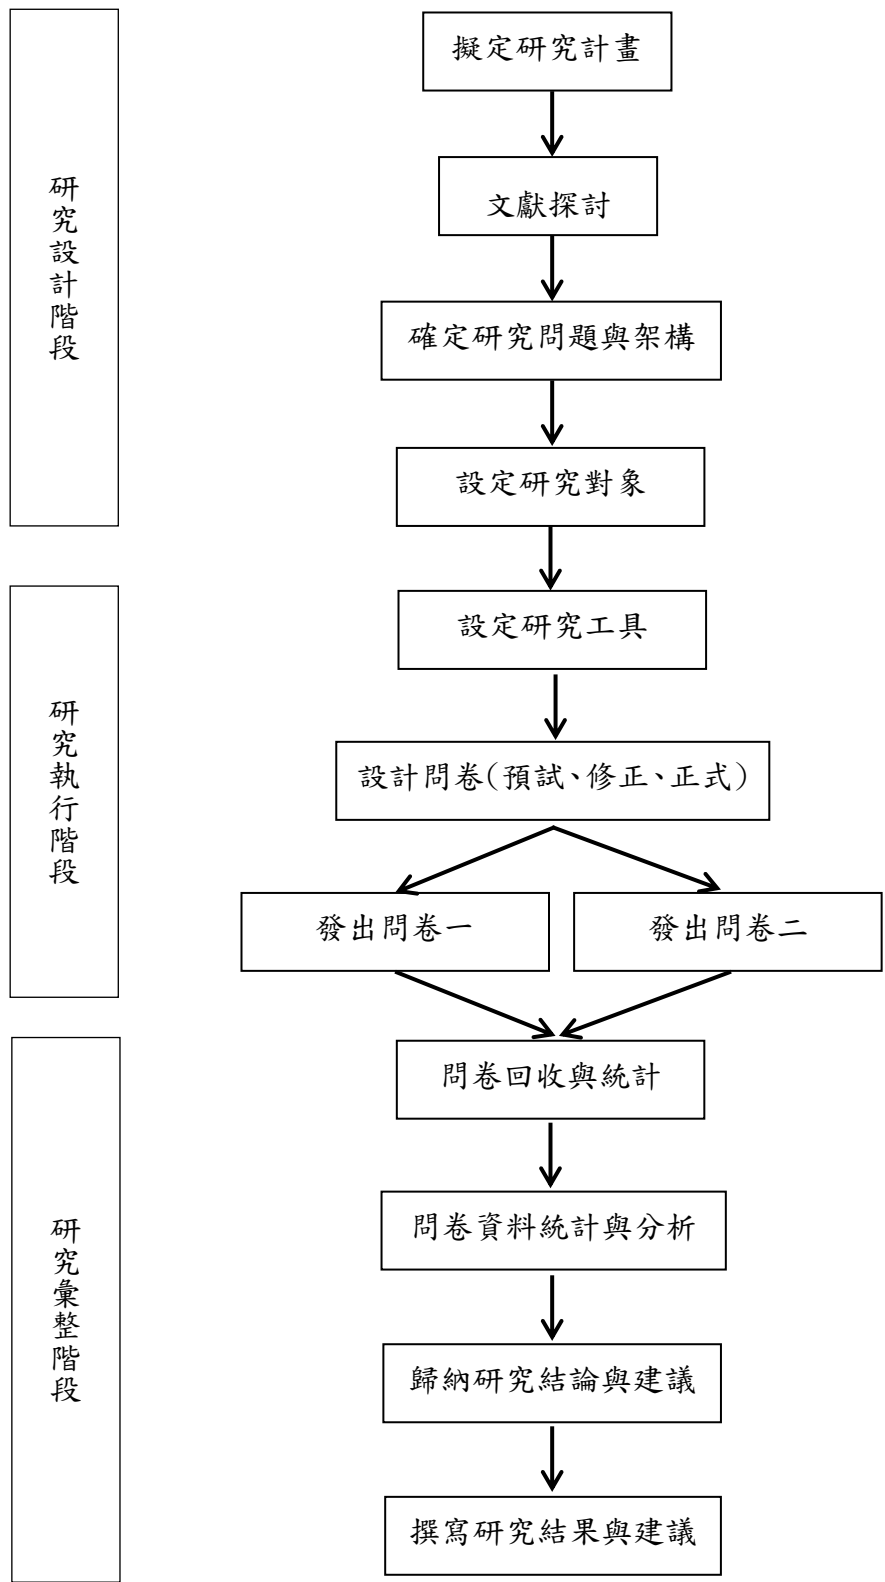 研究設計階段
擬定研究計畫
文獻探討
確定研究問題與架構
設定研究對象
研究執行階段
設定研究工具
設計問卷(預試、修正、正式)
發出問卷一
發出問卷二
研究彙整階段
問卷回收與統計
問卷資料統計與分析
歸納研究結論與建議
撰寫研究結果與建議